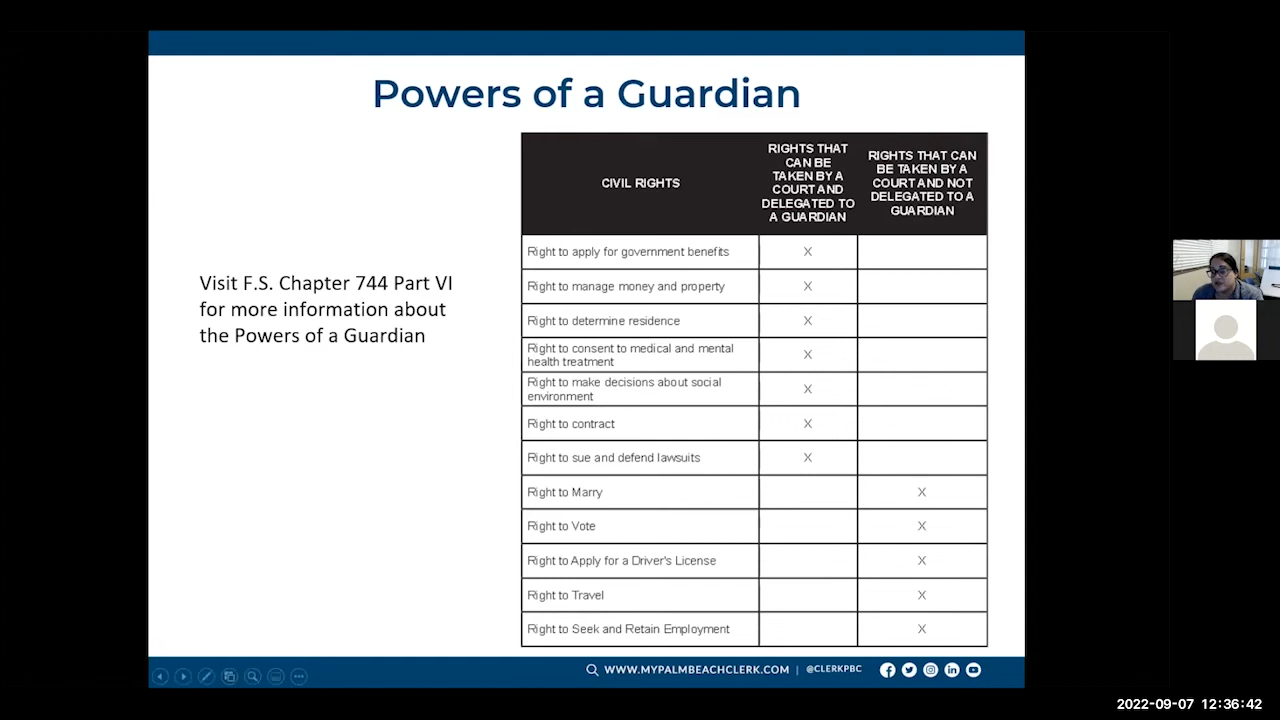 Powers of a Guardian
Visit F.S. Chapter 744 Part VI
for more information about
the Powers of a Guardian
CIVIL RIGHTS
RIGHTS THAT
CAN BE
TAKEN BY A
COURT AND
DELEGATED TO
A GUARDIAN
RIGHTS THAT CAN
BE TAKEN BY A
COURT AND NOT
DELEGATED TO A
GUARDIAN
Right to apply for government benefits X
Right to manage money and property X
Right to determine residence X
Right to consent to medical and mental
health treatment X
Right to make decisions about social
environment X
Right to contract X
Right to sue and defend lawsuits X
Right to Marry X
Right to Vote X
Right to Apply for a Driver's License X
Right to Travel X
Right to Seek and Retain Employment X
WWW.MYPALMBEACHCLERK.COM | @CLERKPBC
2022-09-07 12:36:42